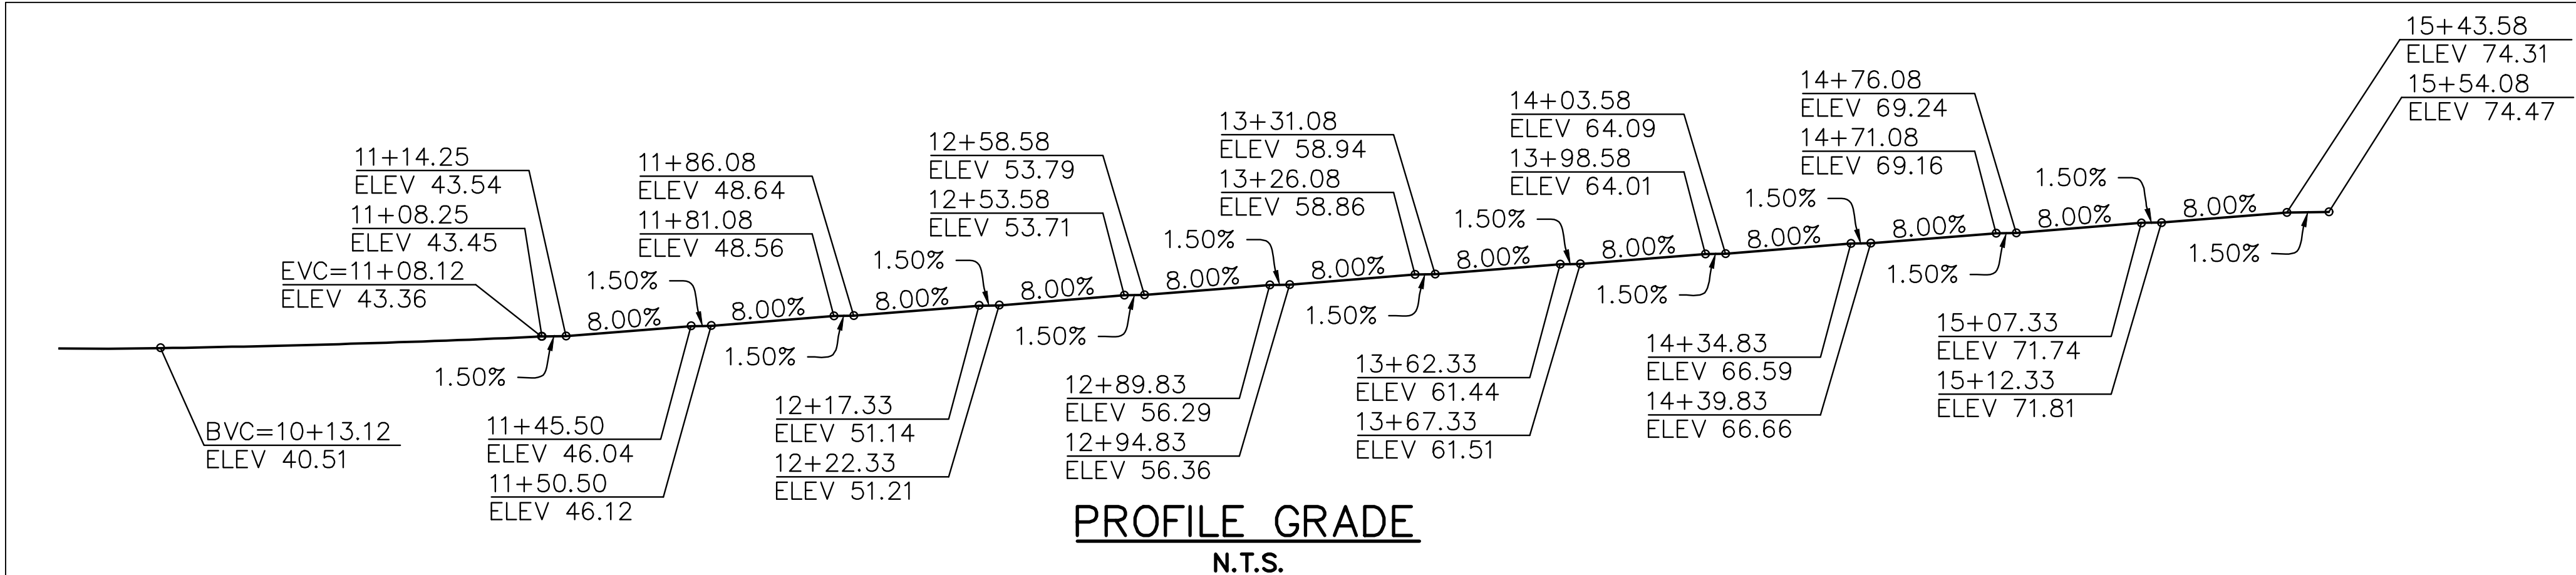 15+43.58
ELEV 74.31
15+54.08
ELEV 74.47
14+76.08
ELEV 69.24
14+71.08
ELEV 69.16
14+03.58
ELEV 64.09
13+98.58
ELEV 64.01
13+31.08
ELEV 58.94
13+26.08
ELEV 58.86
12+58.58
ELEV 53.79
12+53.58
ELEV 53.71
11+86.08
ELEV 48.64
11+81.08
ELEV 48.56
11+14.25
ELEV 43.54
11+08.25
ELEV 43.45
EVC=11+08.12
ELEV 43.36
1.50%
8.00%
1.50%
8.00%
1.50%
8.00%
1.50%
8.00%
1.50%
8.00%
1.50%
8.00%
1.50%
8.00%
1.50%
8.00%
1.50%
8.00%
1.50%
8.00%
1.50%
8.00%
1.50%
8.00%
1.50%
BVC=10+13.12
ELEV 40.51
11+45.50
ELEV 46.04
11+50.50
ELEV 46.12
12+17.33
ELEV 51.14
12+22.33
ELEV 51.21
12+89.83
ELEV 56.29
12+94.83
ELEV 56.36
13+62.33
ELEV 61.44
13+67.33
ELEV 61.51
14+34.83
ELEV 66.59
14+39.83
ELEV 66.66
15+07.33
ELEV 71.74
15+12.33
ELEV 71.81
PROFILE GRADE
N.T.S.